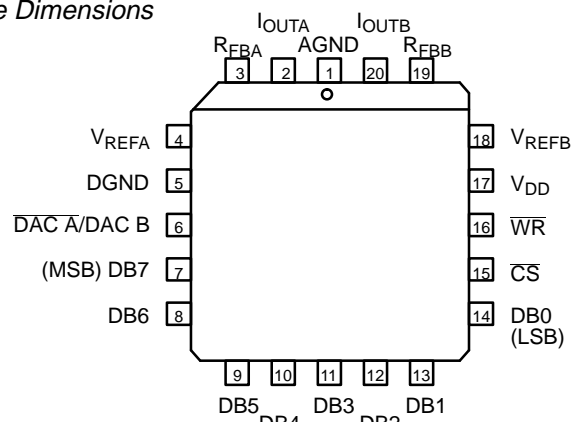 e Dimensions
IOUTA IOUTB
RFBA AGND RFBB
3 2 1 20 19
VREFA 4 18 VREFB
DGND 5 17 VDD
DAC A/DAC B 6 16 WR
(MSB) DB7 7 15 CS
DB6 8 14 DB0
(LSB)
9 10 11 12 13
DB5 DB3 DB1
DB4 DB2